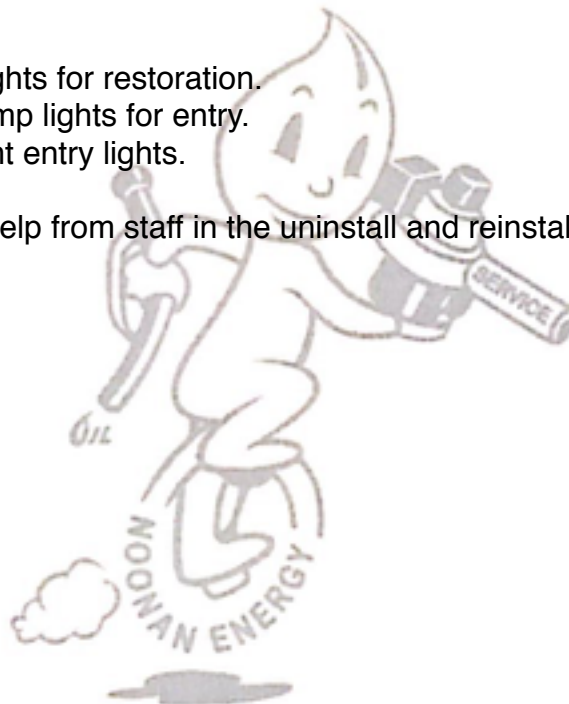 ghts for restoration.
mp lights for entry.
nt entry lights.
elp from staff in the uninstall and reinstal
SERVICE
OIL
NOONAN ENERGY